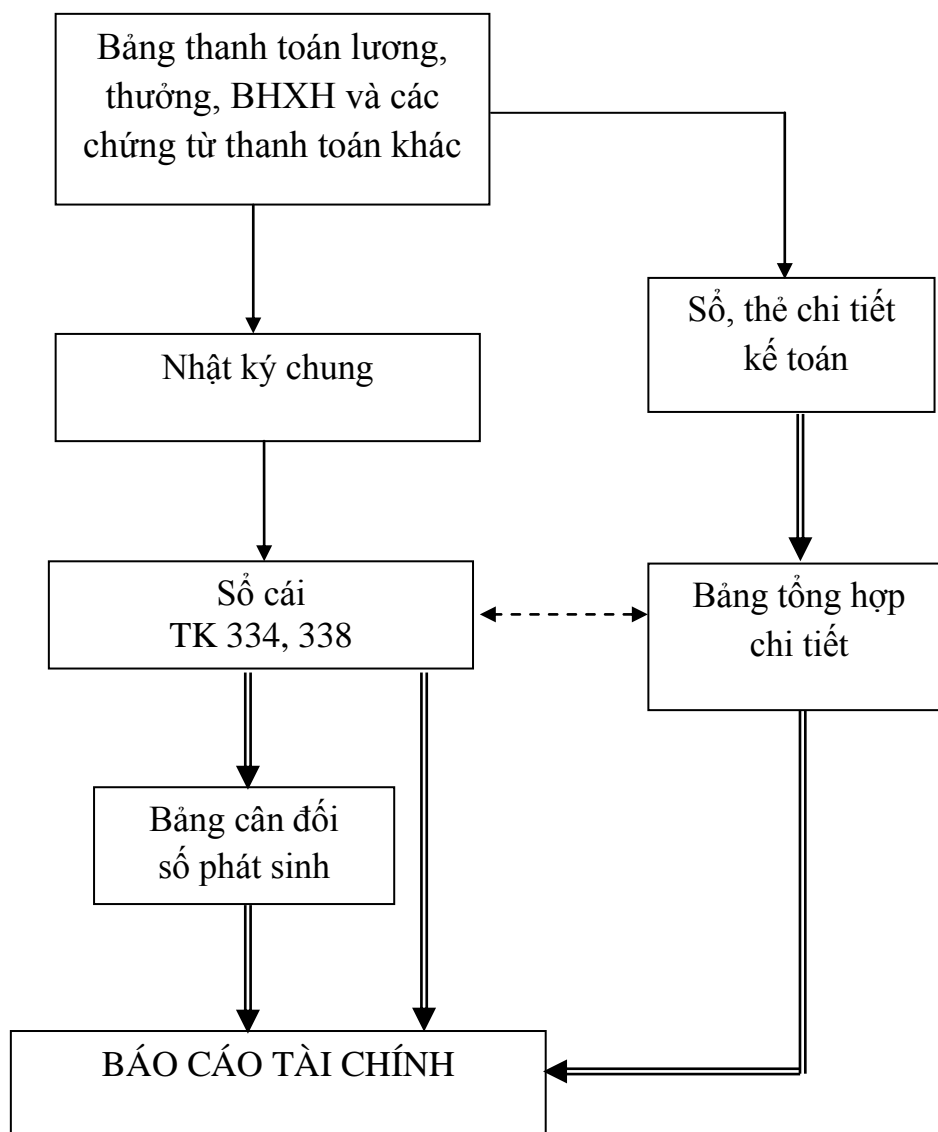 Bảng thanh toán lương,
thưởng, BHXH và các
chứng từ thanh toán khác
Sổ, thẻ chi tiết
kế toán
Nhật ký chung
Sổ cái
TK 334, 338
Bảng tổng hợp
chi tiết
Bảng cân đối
số phát sinh
BÁO CÁO TÀI CHÍNH